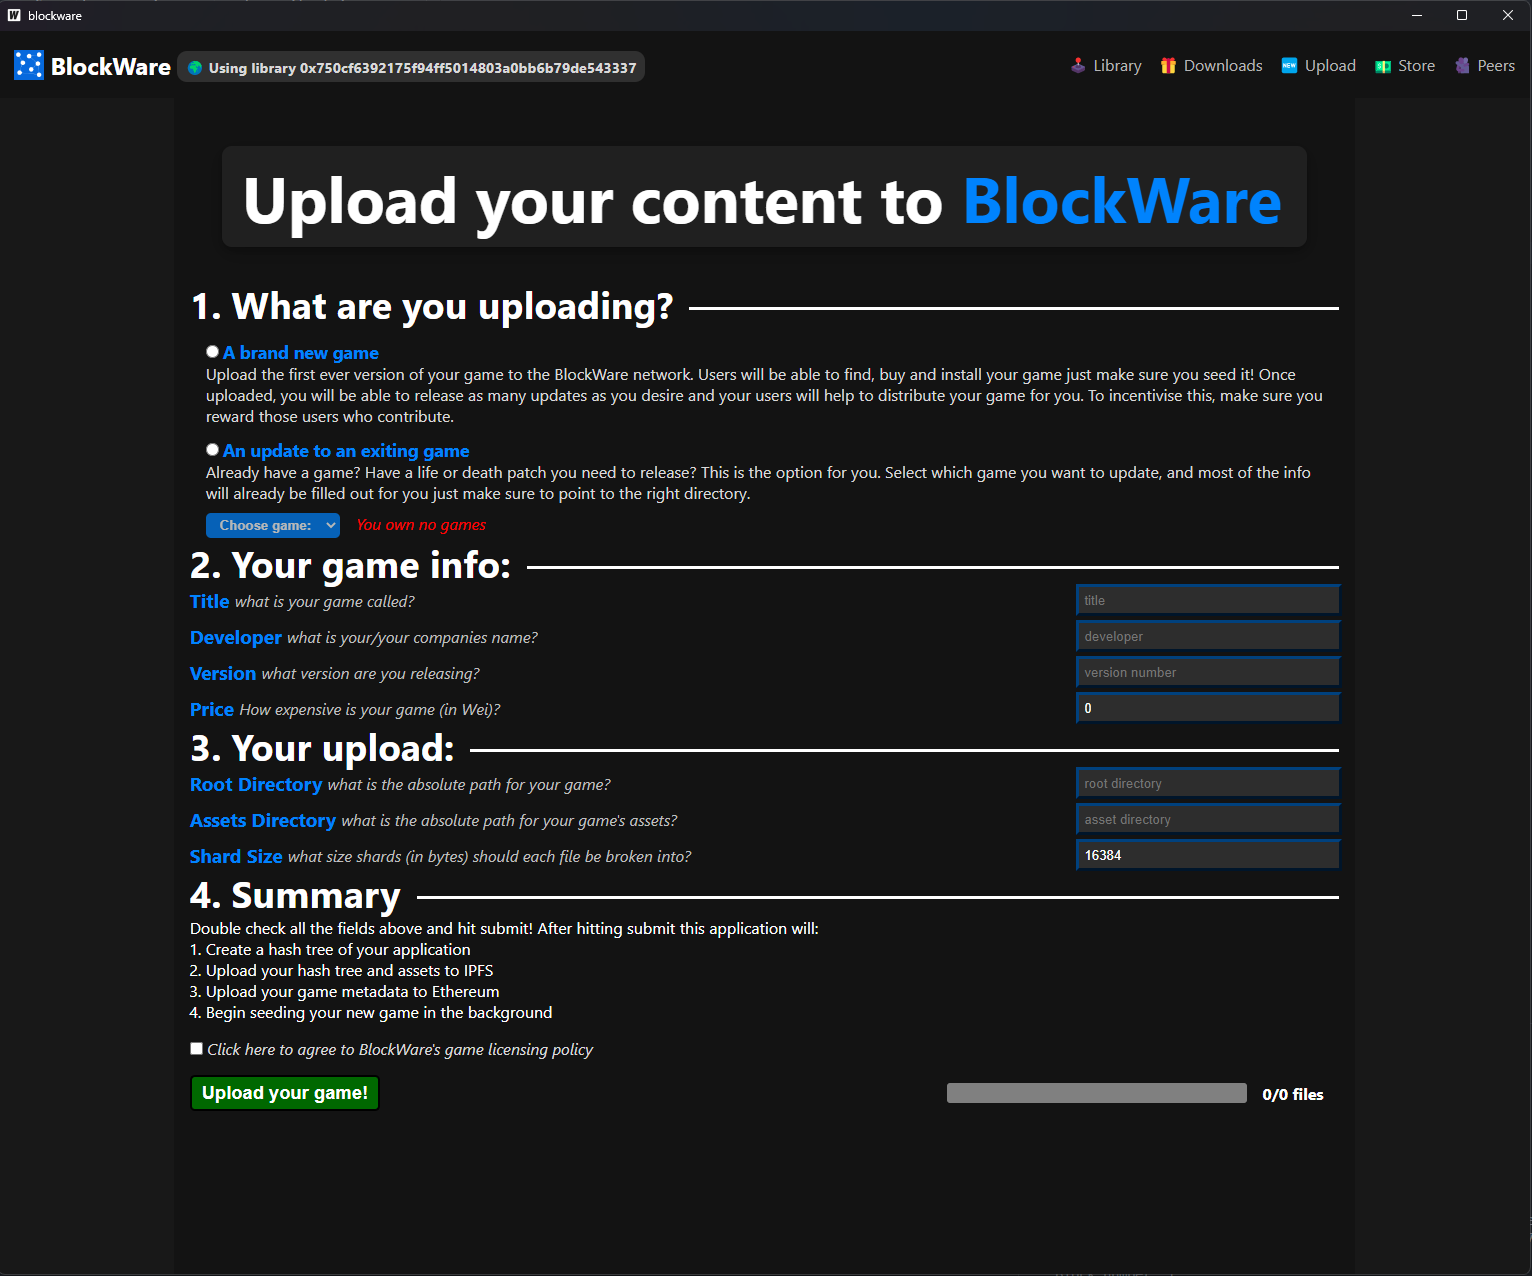 blockware
BlockWare Using library 0x750cf6392175f94ff5014803a0bb6b79de543337 Library Downloads Upload Store Peers
Upload your content to BlockWare
1. What are you uploading?
A brand new game
Upload the first ever version of your game to the BlockWare network. Users will be able to find, buy and install your game just make sure you seed it! Once
uploaded, you will be able to release as many updates as you desire and your users will help to distribute your game for you. To incentivise this, make sure you
reward those users who contribute.
An update to an exiting game
Already have a game? Have a life or death patch you need to release? This is the option for you. Select which game you want to update, and most of the info
will already be filled out for you just make sure to point to the right directory.
Choose game: You own no games
2. Your game info:
Title what is your game called? title
Developer what is your/your companies name? developer
Version what version are you releasing? version number
Price How expensive is your game (in Wei)? 0
3. Your upload:
Root Directory what is the absolute path for your game? root directory
Assets Directory what is the absolute path for your game's assets? asset directory
Shard Size what size shards (in bytes) should each file be broken into? 16384
4. Summary
Double check all the fields above and hit submit! After hitting submit this application will:
1. Create a hash tree of your application
2. Upload your hash tree and assets to IPFS
3. Upload your game metadata to Ethereum
4. Begin seeding your new game in the background
Click here to agree to BlockWare's game licensing policy
Upload your game! 0/0 files